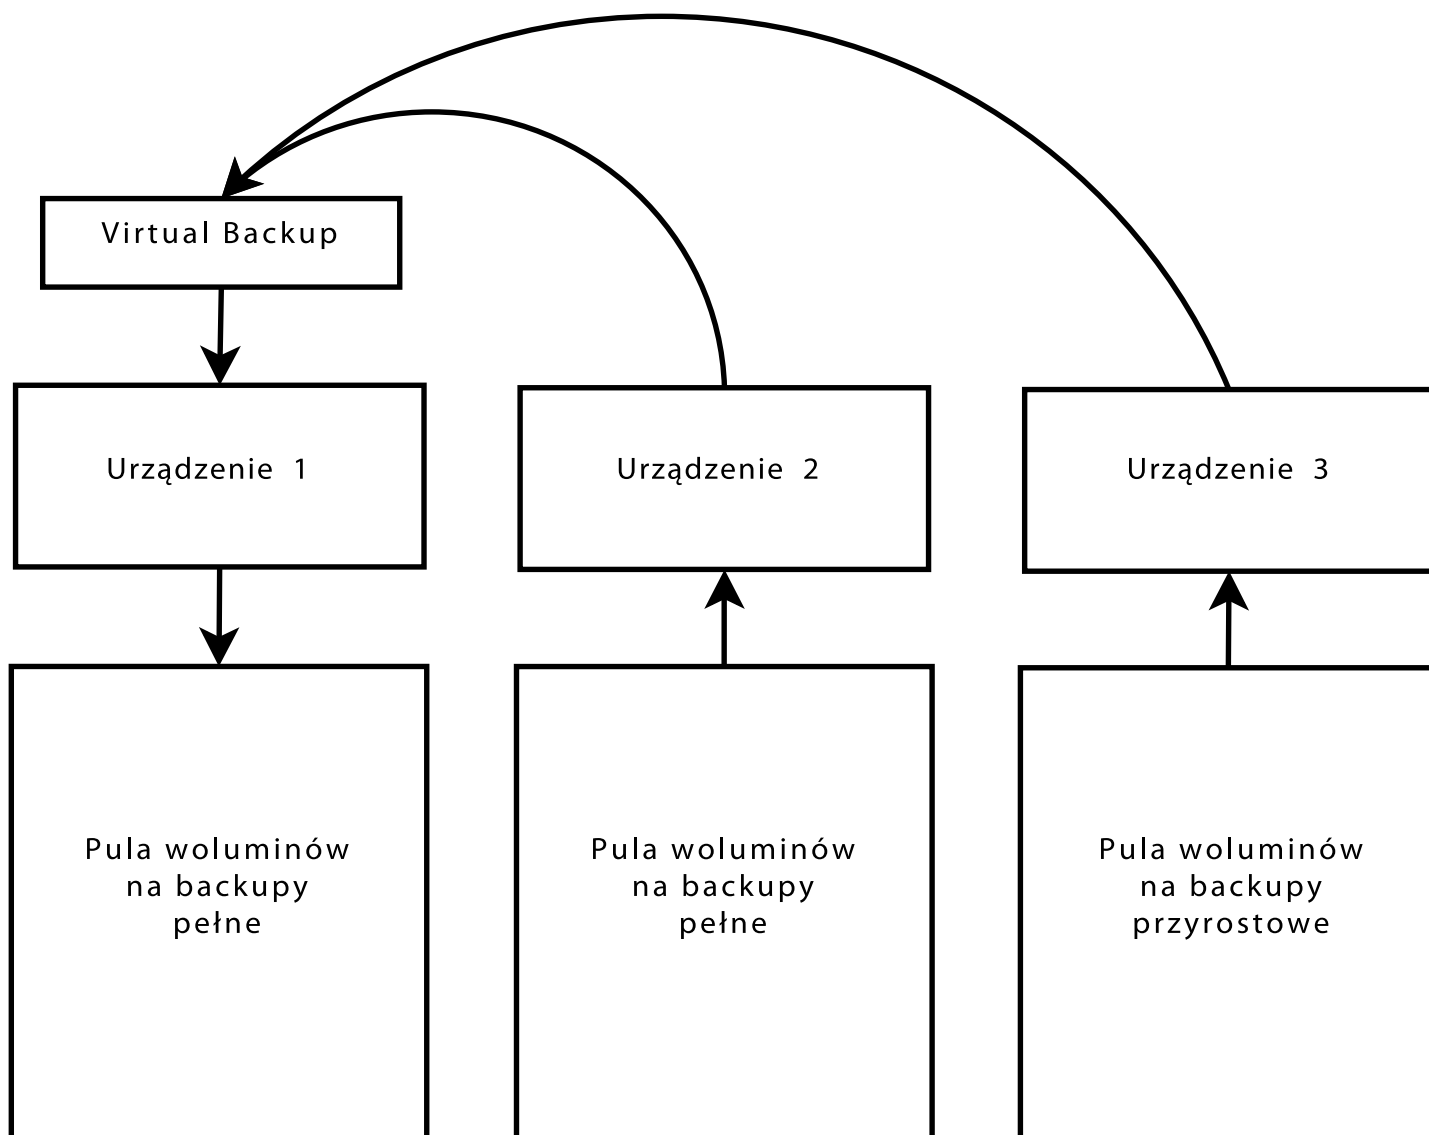 Virtual Backup
Urządzenie 1
Urządzenie 2
Urządzenie 3
Pula woluminów
na backupy
pełne
Pula woluminów
na backupy
pełne
Pula woluminów
na backupy
przyrostowe